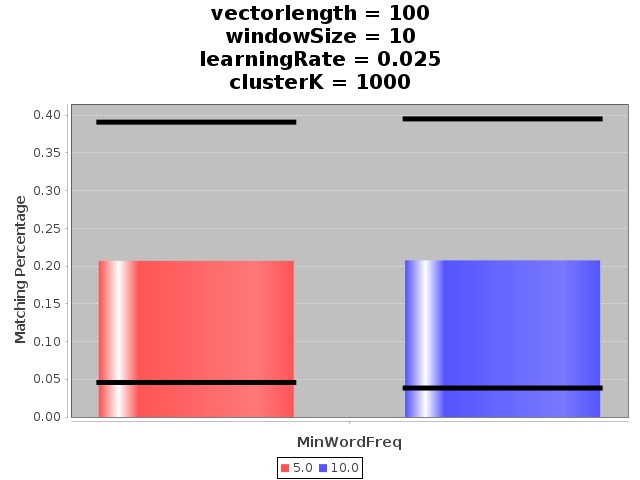 vectorlength = 100
windowSize = 10
learningRate = 0.025
clusterK = 1000
0.40
0.35
0.30
0.25
0.20
0.15
0.10
0.05
0.00
Matching Percentage
MinWordFreq
5.0 10.0